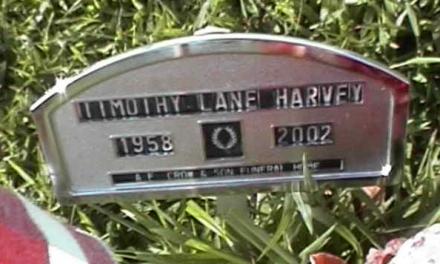 TIMOTHY LANE HARVEY
1958 2002
A.F. CROW & SON FUNERAL HOME